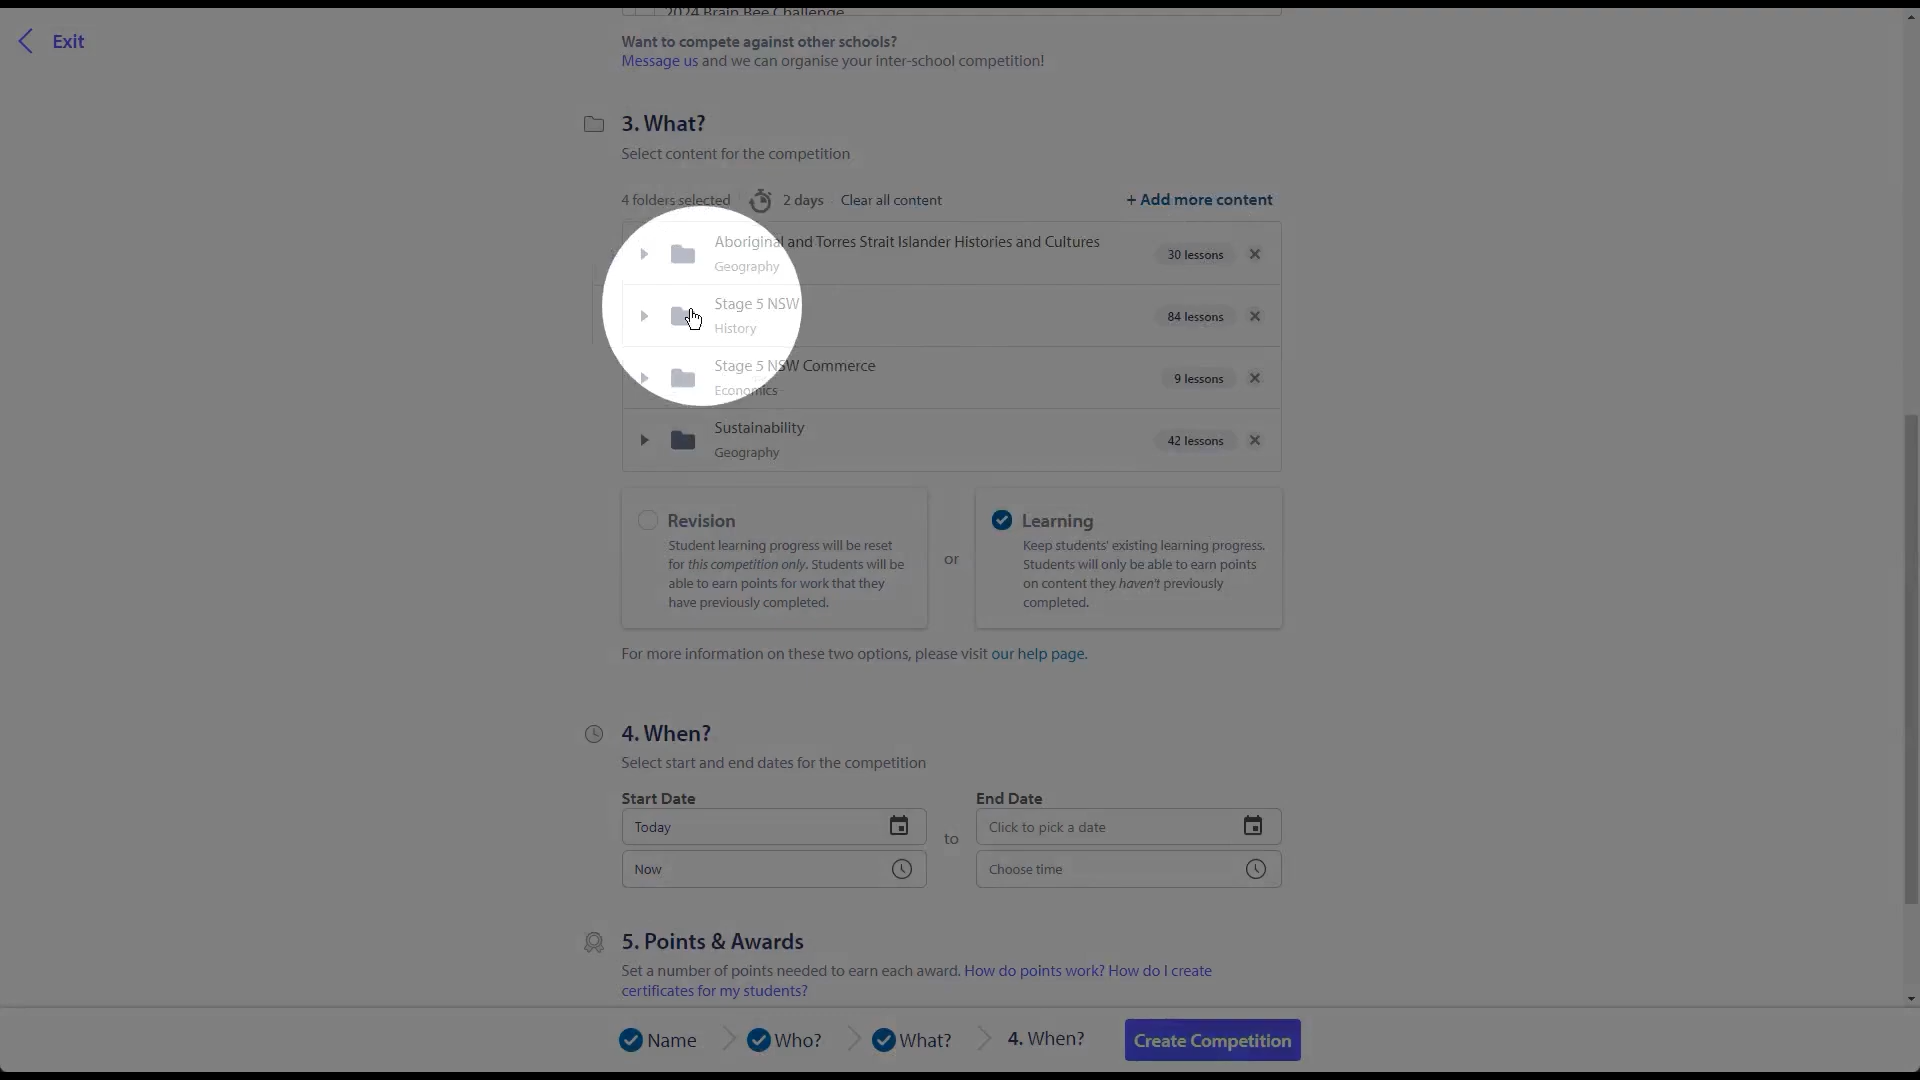 2024 Brain Bee Challenge
Exit
Want to compete against other schools?
Message us and we can organise your inter-school competition!
3. What?
Select content for the competition
4 folders selected
2 days
Clear all content
+ Add more content
Aboriginal and Torres Strait Islander Histories and Cultures
Geography
30 lessons
Stage 5 NSW
History
84 lessons
Stage 5 NSW Commerce
Economics
9 lessons
Sustainability
Geography
42 lessons
Revision
Student learning progress will be reset
for this competition only. Students will be
able to earn points for work that they
have previously completed.
or
Learning
Keep students' existing learning progress.
Students will only be able to earn points
on content they haven't previously
completed.
For more information on these two options, please visit our help page.
4. When?
Select start and end dates for the competition
Start Date
Today
Now
to
End Date
Click to pick a date
Choose time
5. Points & Awards
Set a number of points needed to earn each award. How do points work? How do I create
certificates for my students?
Name
Who?
What?
4. When?
Create Competition